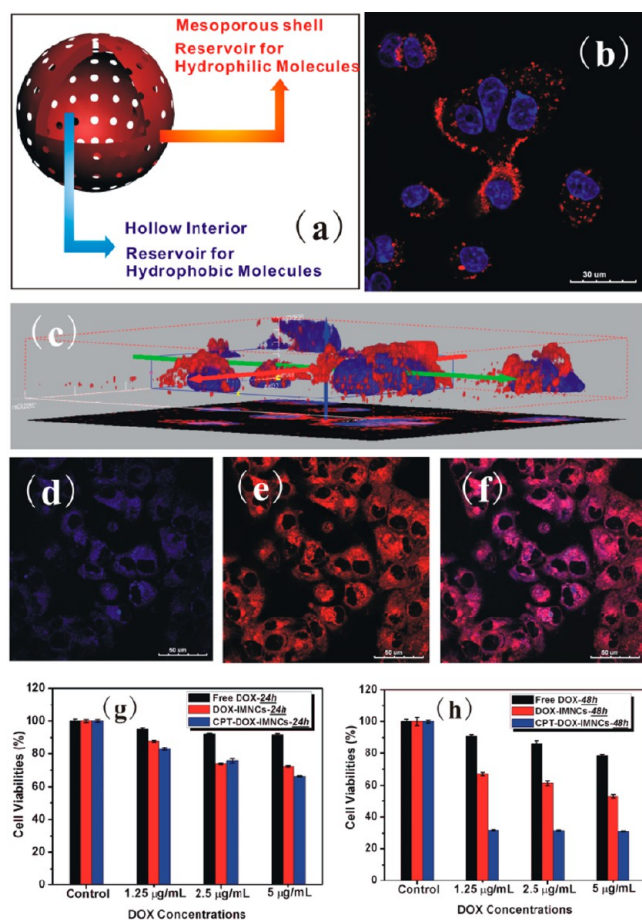 Mesoporous shell
Reservoir for
Hydrophilic Molecules
Hollow Interior
Reservoir for
Hydrophobic Molecules
(a)
(b)
30 um
(c)
(d)
50 um
(e)
50 um
(f)
50 um
(g)
Free DOX-24h
DOX-IMNCs-24h
CPT-DOX-IMNCs-24h
Cell Viabilities (%)
120
100
80
60
40
20
0
Control
1.25 μg/mL
2.5 μg/mL
5 μg/mL
DOX Concentrations
(h)
Free DOX-48h
DOX-IMNCs-48h
CPT-DOX-IMNCs-48h
Cell Viabilities (%)
120
100
80
60
40
20
0
Control
1.25 μg/mL
2.5 μg/mL
5 μg/mL
DOX Concentrations